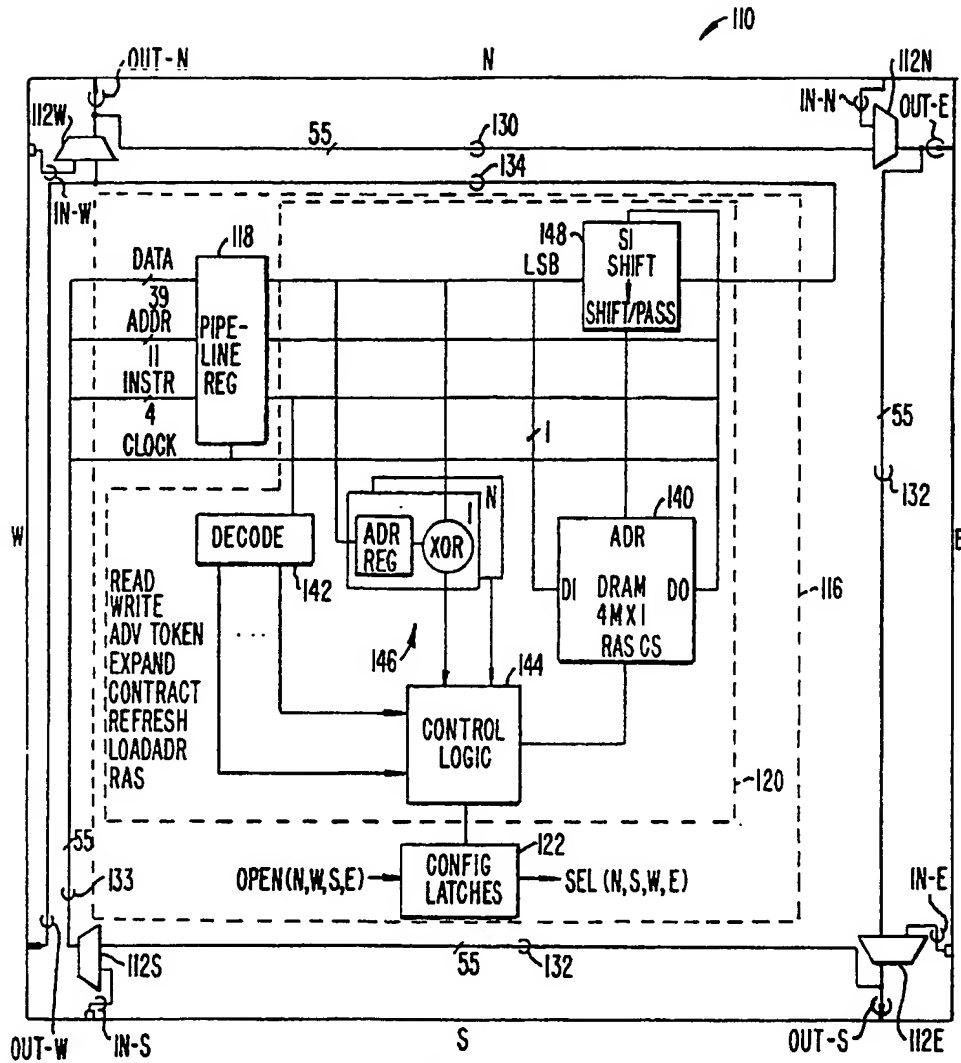 110
OUT-N
N
112N
112W
IN-N
OUT-E
55
130
134
IN-W
118
148
SI
SHIFT
SHIFT/PASS
DATA
39
LSB
ADDR
11
PIPE-
LINE
REG
INSTR
4
CLOCK
1
55
132
N
1
140
W
DECODE
ADR
REG
XOR
ADR
E
142
DI
DRAM
4MX1
DO
116
RAS CS
READ
WRITE
ADV TOKEN
EXPAND
CONTRACT
REFRESH
LOADADR
RAS
...
146
144
CONTROL
LOGIC
120
55
122
133
OPEN(N,W,S,E)
CONFIG
LATCHES
SEL (N,S,W,E)
IN-E
112S
55
132
OUT-W
IN-S
S
OUT-S
112E